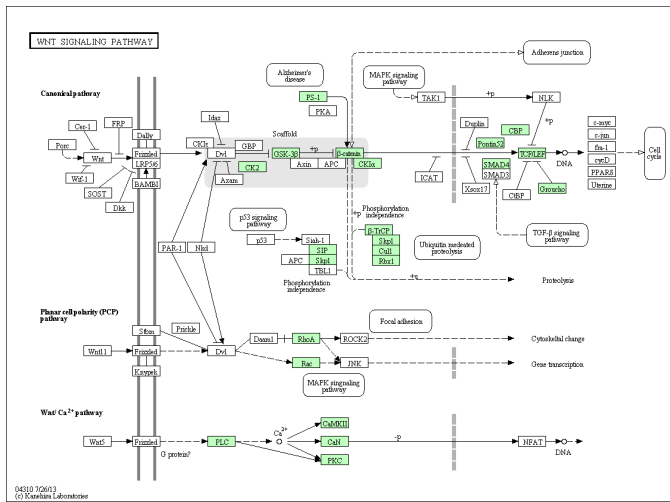 WNT SIGNALING PATHWAY
Adherens junction
Alzheimer's
disease
MAPK signaling
pathway
Canonical pathway
PS-1
PKA
TAK1
+p
NLK
Cer-1
FRP
Idax
Scaffold
Duplin
CBP
c-myc
Porc
Dally
CKIε
GBP
Pontin52
c-jun
Wnt
Frizzled
Dvl
GSK-3β
+p
β-catenin
TCF/LEF
DNA
fra-1
Cell
cycle
Wif-1
LRP5/6
CK2
Axin
APC
CKIα
SMAD4
cycD
SOST
BAMBI
Axam
ICAT
SMAD3
PPARδ
Dkk
Xsox17
CtBP
Groucho
Uterine
p53 signaling
pathway
Phosphorylation
independence
+p
TGF-β signaling
pathway
PAR-1
Nkd
p53
Siah-1
β-TrCP
SIP
Skp1
APC
Skp1
Cul1
TBL1
Rbx1
Ubiquitin mediated
proteolysis
Phosphorylation
independence
+u
Proteolysis
Planar cell polarity (PCP)
pathway
Focal adhesion
Stbm
Prickle
Daam1
RhoA
ROCK2
Cytoskeletal change
Wnt11
Frizzled
Dvl
Rac
JNK
Gene transcription
Knypek
MAPK signaling
pathway
Wnt/ Ca2+ pathway
CaMKII
Ca2+
Wnt5
Frizzled
PLC
CaN
-p
NFAT
G protein?
DNA
PKC
04310 7/26/13
(c) Kanehisa Laboratories